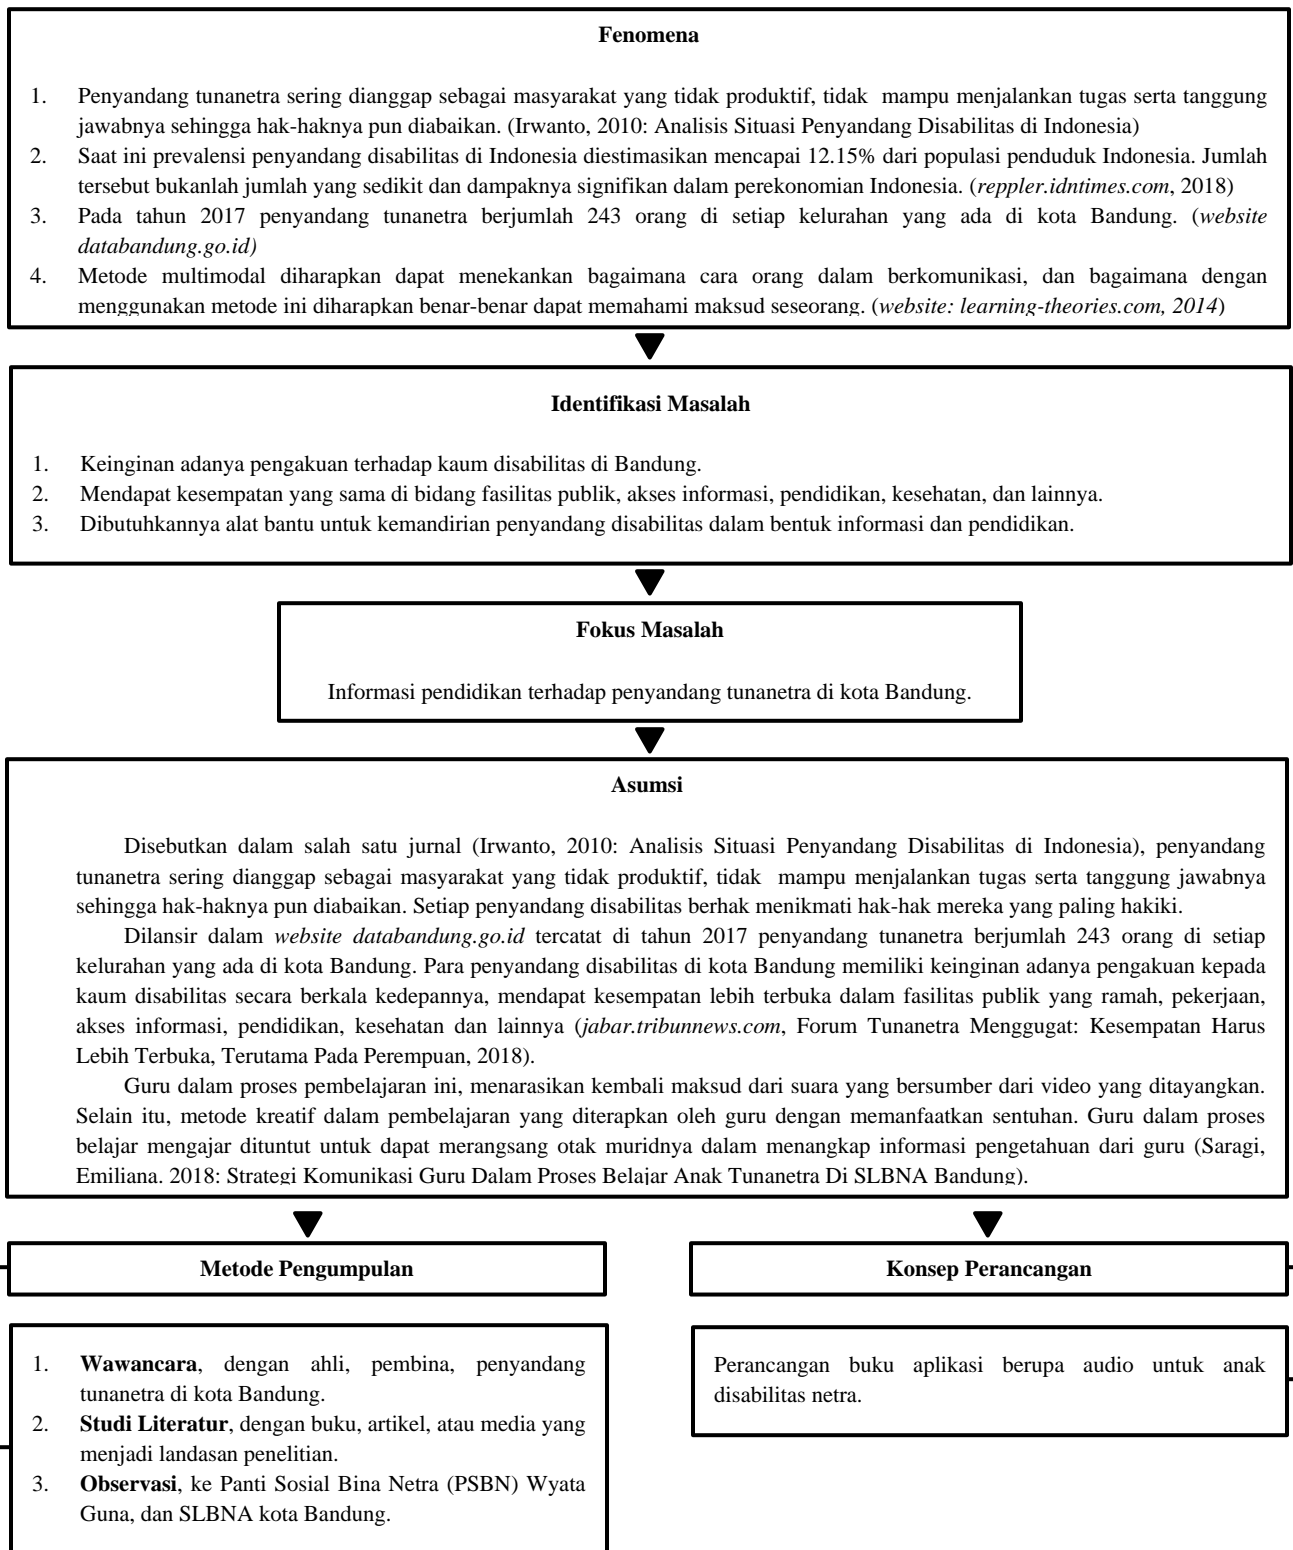 Fenomena
1. Penyandang tunanetra sering dianggap sebagai masyarakat yang tidak produktif, tidak mampu menjalankan tugas serta tanggung
jawabnya sehingga hak-haknya pun diabaikan. (Irwanto, 2010: Analisis Situasi Penyandang Disabilitas di Indonesia)
2. Saat ini prevalensi penyandang disabilitas di Indonesia diestimasikan mencapai 12.15% dari populasi penduduk Indonesia. Jumlah
tersebut bukanlah jumlah yang sedikit dan dampaknya signifikan dalam perekonomian Indonesia. (reppler.idntimes.com, 2018)
3. Pada tahun 2017 penyandang tunanetra berjumlah 243 orang di setiap kelurahan yang ada di kota Bandung. (website
databandung.go.id)
4. Metode multimodal diharapkan dapat menekankan bagaimana cara orang dalam berkomunikasi, dan bagaimana dengan
menggunakan metode ini diharapkan benar-benar dapat memahami maksud seseorang. (website: learning-theories.com, 2014)
Identifikasi Masalah
1. Keinginan adanya pengakuan terhadap kaum disabilitas di Bandung.
2. Mendapat kesempatan yang sama di bidang fasilitas publik, akses informasi, pendidikan, kesehatan, dan lainnya.
3. Dibutuhkannya alat bantu untuk kemandirian penyandang disabilitas dalam bentuk informasi dan pendidikan.
Fokus Masalah
Informasi pendidikan terhadap penyandang tunanetra di kota Bandung.
Asumsi
Disebutkan dalam salah satu jurnal (Irwanto, 2010: Analisis Situasi Penyandang Disabilitas di Indonesia), penyandang
tunanetra sering dianggap sebagai masyarakat yang tidak produktif, tidak mampu menjalankan tugas serta tanggung jawabnya
sehingga hak-haknya pun diabaikan. Setiap penyandang disabilitas berhak menikmati hak-hak mereka yang paling hakiki.
Dilansir dalam website databandung.go.id tercatat di tahun 2017 penyandang tunanetra berjumlah 243 orang di setiap
kelurahan yang ada di kota Bandung. Para penyandang disabilitas di kota Bandung memiliki keinginan adanya pengakuan kepada
kaum disabilitas secara berkala kedepannya, mendapat kesempatan lebih terbuka dalam fasilitas publik yang ramah, pekerjaan,
akses informasi, pendidikan, kesehatan dan lainnya (jabar.tribunnews.com, Forum Tunanetra Menggugat: Kesempatan Harus
Lebih Terbuka, Terutama Pada Perempuan, 2018).
Guru dalam proses pembelajaran ini, menarasikan kembali maksud dari suara yang bersumber dari video yang ditayangkan.
Selain itu, metode kreatif dalam pembelajaran yang diterapkan oleh guru dengan memanfaatkan sentuhan. Guru dalam proses
belajar mengajar dituntut untuk dapat merangsang otak muridnya dalam menangkap informasi pengetahuan dari guru (Saragi,
Emiliana. 2018: Strategi Komunikasi Guru Dalam Proses Belajar Anak Tunanetra Di SLBNA Bandung).
Metode Pengumpulan
1. Wawancara, dengan ahli, pembina, penyandang
tunanetra di kota Bandung.
2. Studi Literatur, dengan buku, artikel, atau media yang
menjadi landasan penelitian.
3. Observasi, ke Panti Sosial Bina Netra (PSBN) Wyata
Guna, dan SLBNA kota Bandung.
Konsep Perancangan
Perancangan buku aplikasi berupa audio untuk anak
disabilitas netra.